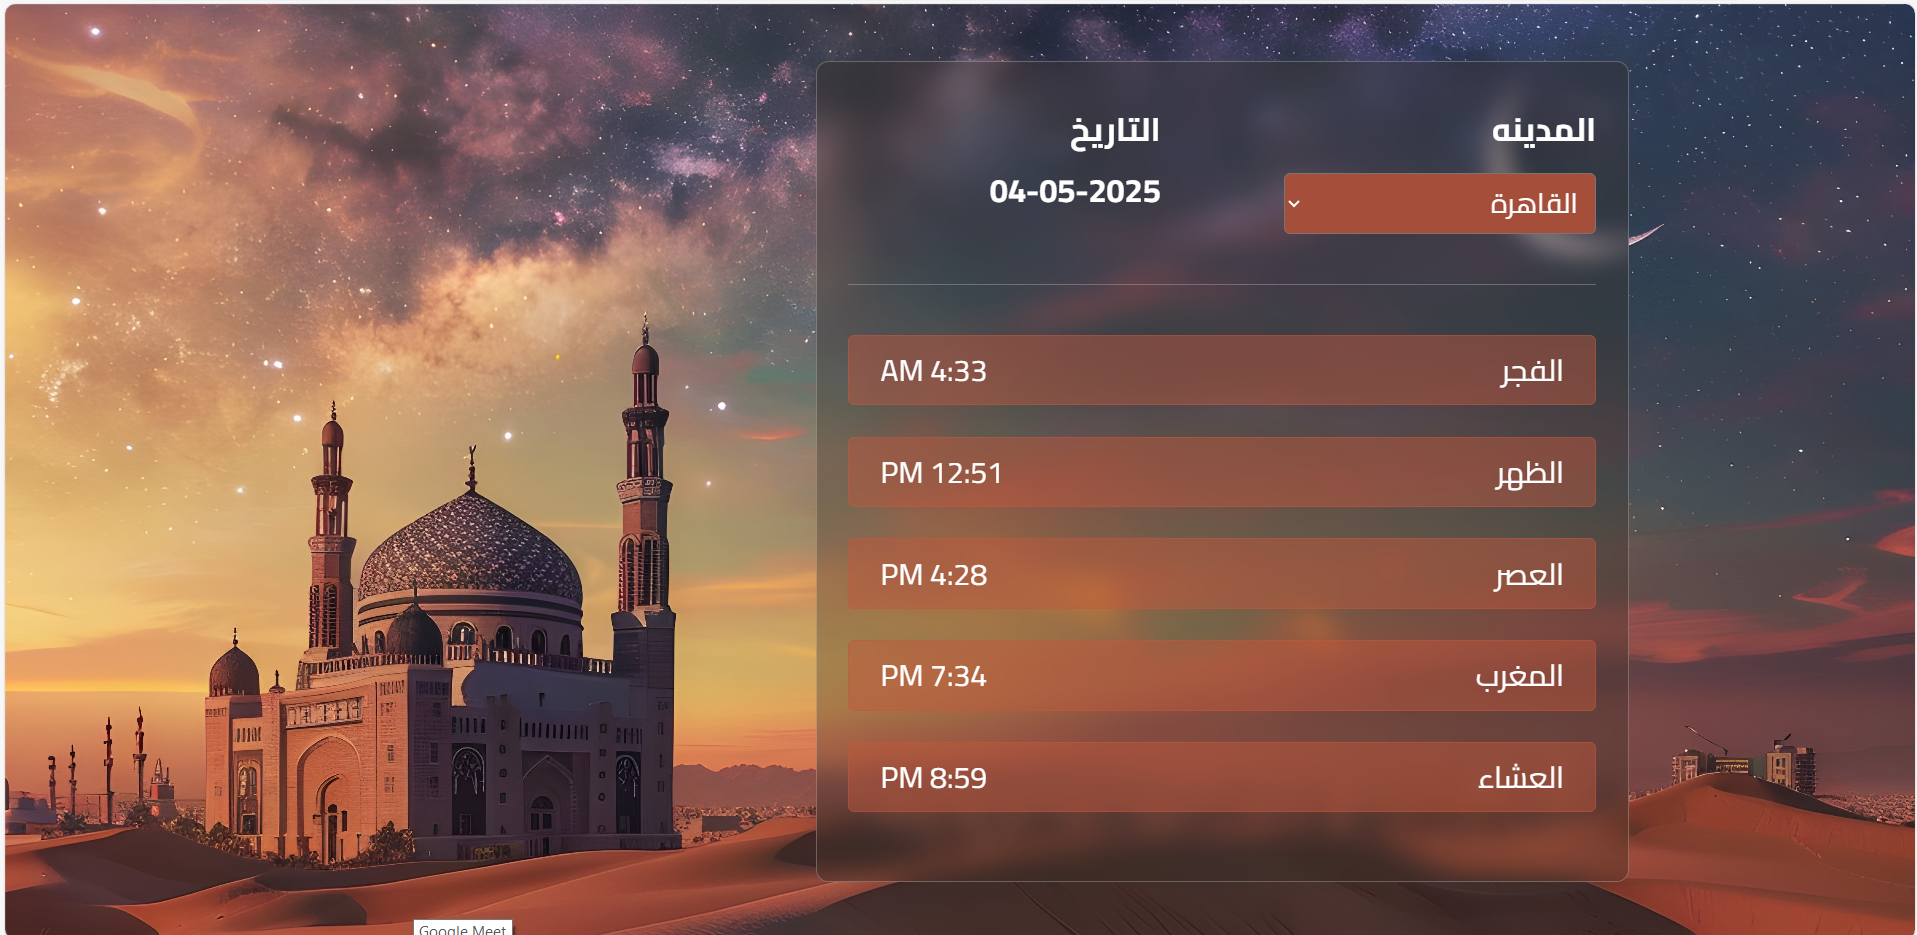 المدينه
القاهرة
التاريخ
04-05-2025
الفجر 4:33 AM
الظهر 12:51 PM
العصر 4:28 PM
المغرب 7:34 PM
العشاء 8:59 PM
Google Meet